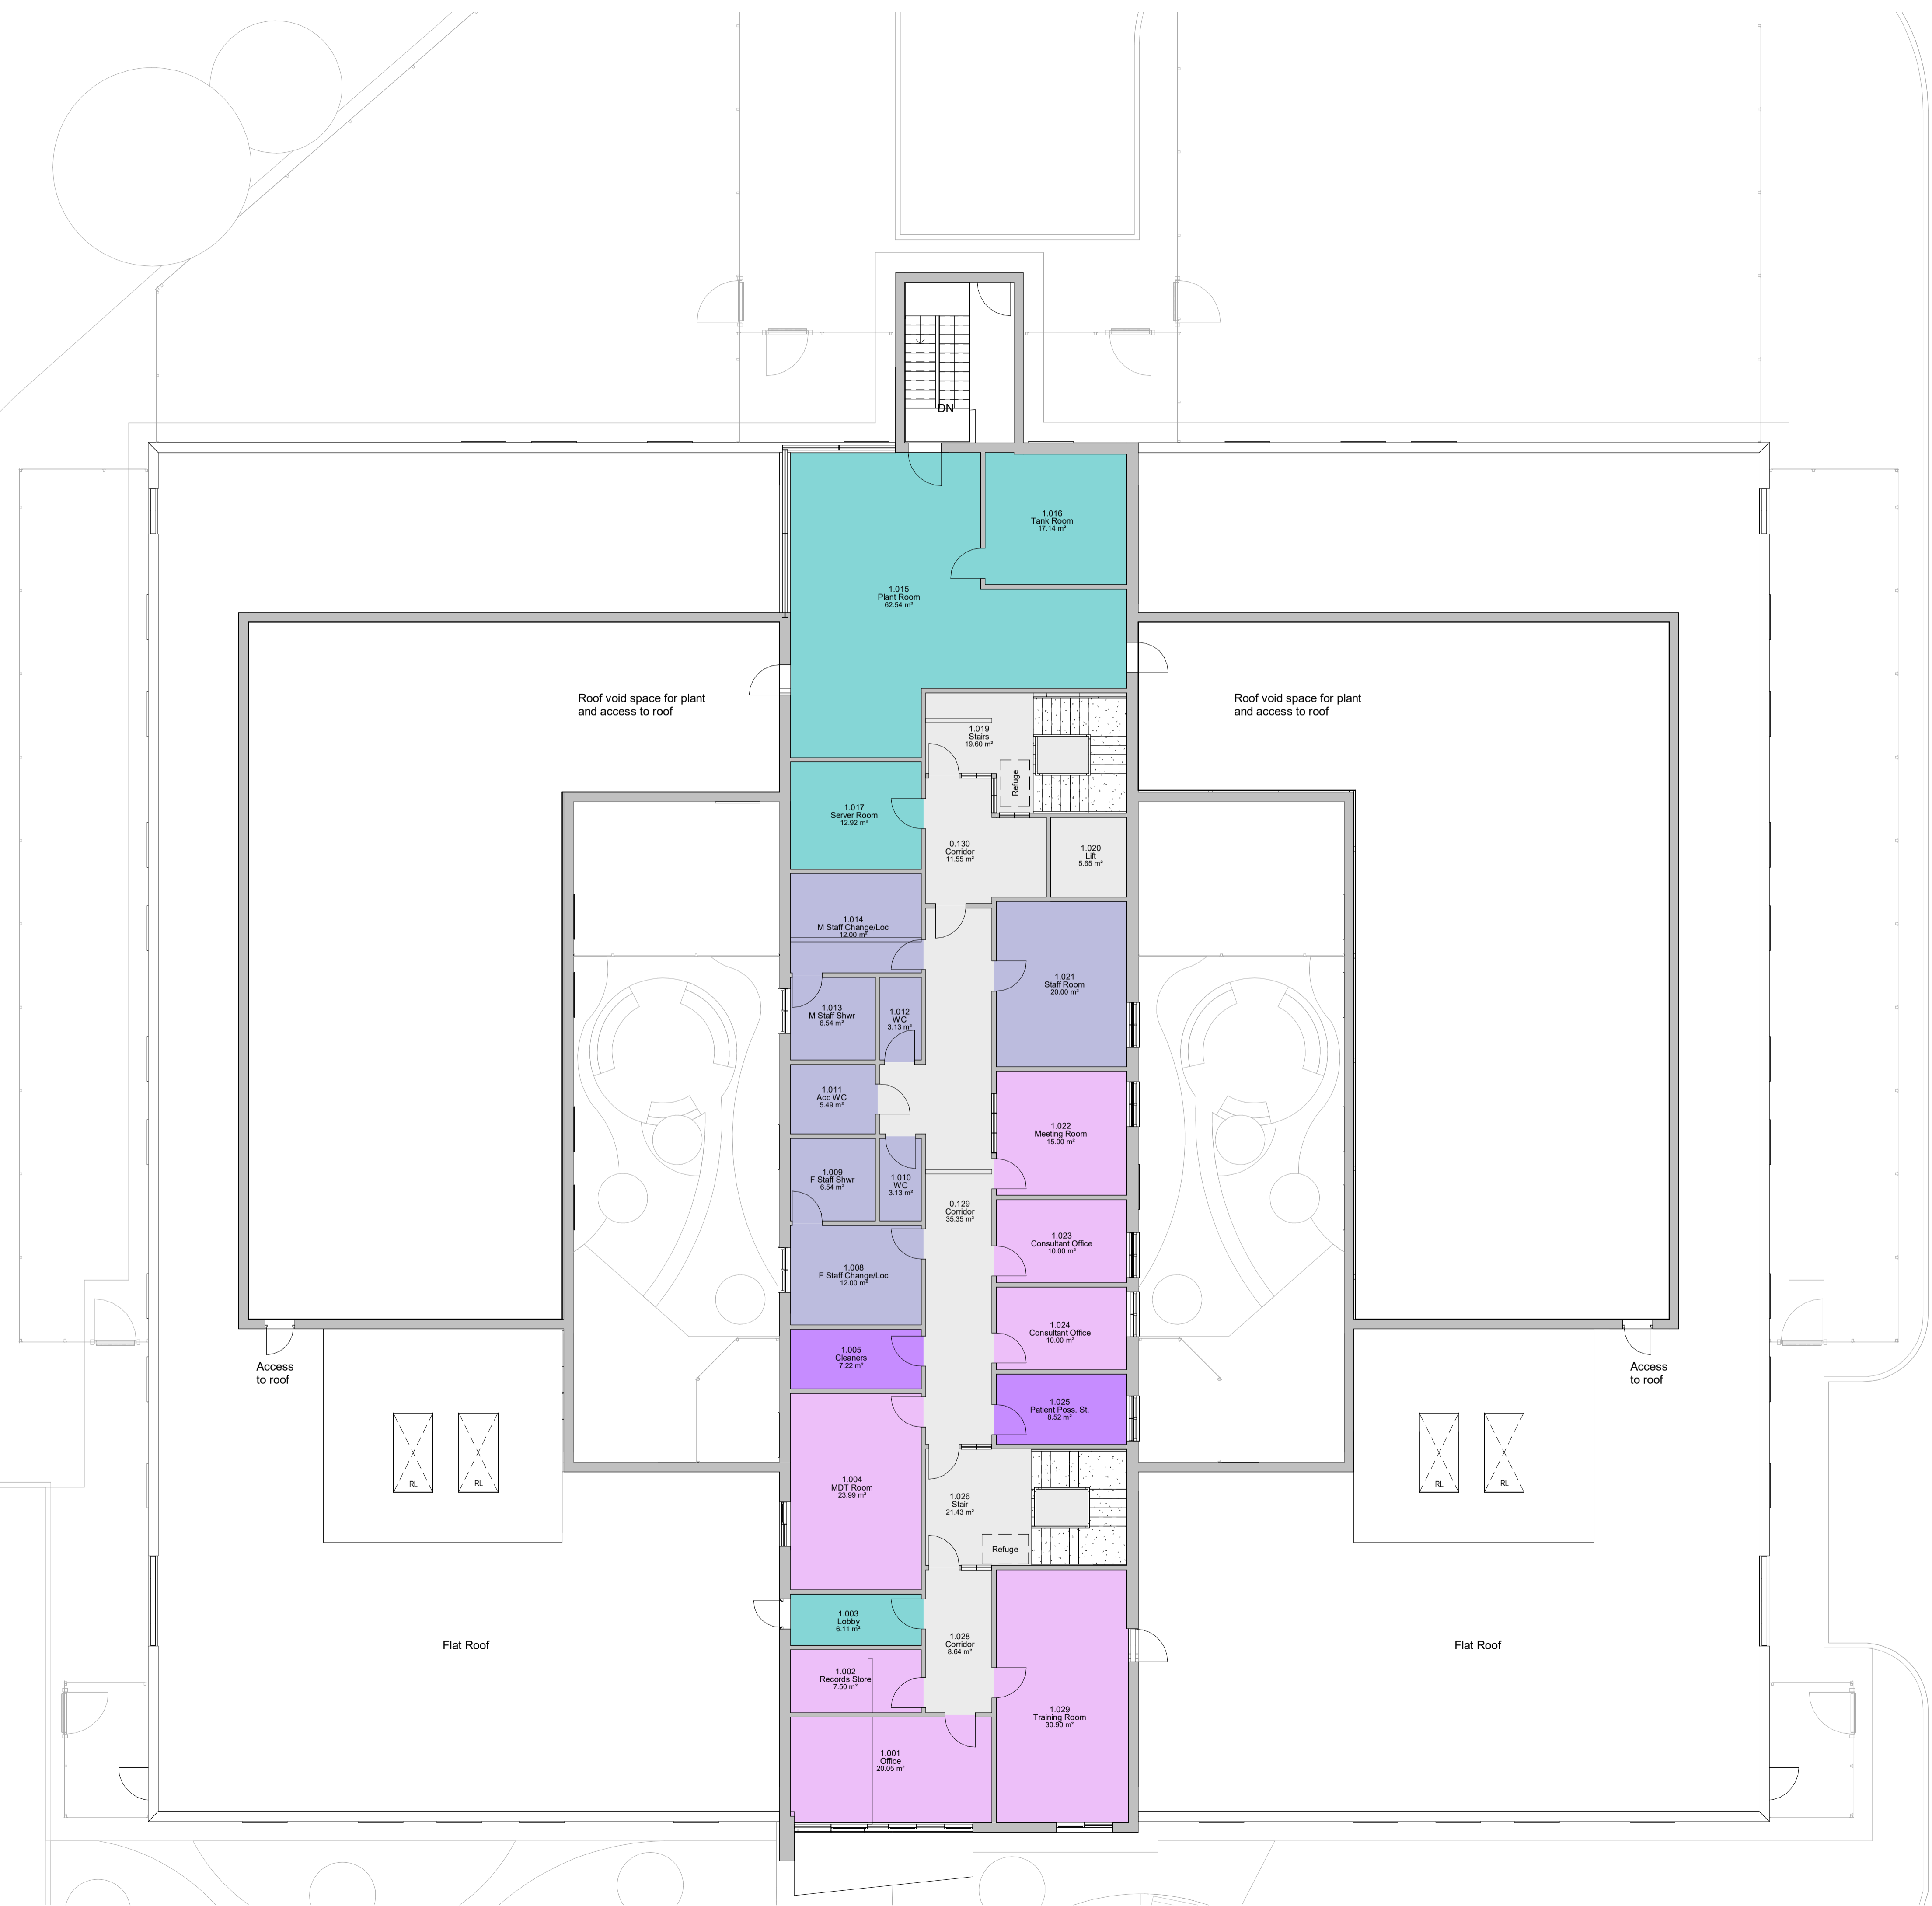 DN
1.016
Tank Room
17.14 m²
1.015
Plant Room
62.54 m²
Roof void space for plant
and access to roof
Roof void space for plant
and access to roof
1.019
Stairs
19.60 m²
Refuge
1.017
Server Room
12.92 m²
0.130
Corridor
11.55 m²
1.020
Lift
5.65 m²
1.014
M Staff Change/Loc
12.00 m²
1.021
Staff Room
20.00 m²
1.013
M Staff Shwr
6.54 m²
1.012
WC
3.13 m²
1.011
Acc WC
5.49 m²
1.022
Meeting Room
15.00 m²
1.009
F Staff Shwr
6.54 m²
1.010
WC
3.13 m²
0.129
Corridor
35.35 m²
1.023
Consultant Office
10.00 m²
1.008
F Staff Change/Loc
12.00 m²
1.024
Consultant Office
10.00 m²
1.005
Cleaners
7.22 m²
Access
to roof
Access
to roof
1.025
Patient Poss. St.
8.52 m²
RL
RL
RL
RL
1.004
MDT Room
23.99 m²
1.026
Stair
21.43 m²
Refuge
1.003
Lobby
6.11 m²
Flat Roof
1.028
Corridor
8.64 m²
Flat Roof
1.002
Records Store
7.50 m²
1.029
Training Room
30.90 m²
1.001
Office
20.05 m²